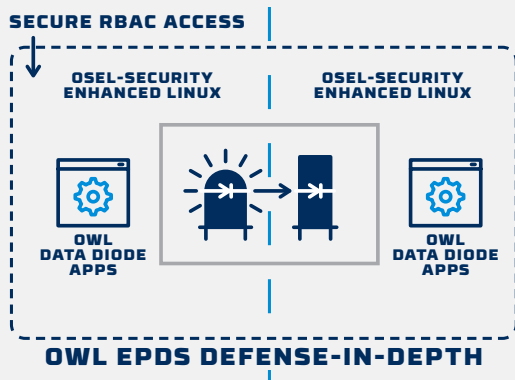 SECURE RBAC ACCESS
OSEL-SECURITY
ENHANCED LINUX
OSEL-SECURITY
ENHANCED LINUX
OWL
DATA DIODE
APPS
OWL
DATA DIODE
APPS
OWL EPDS DEFENSE-IN-DEPTH